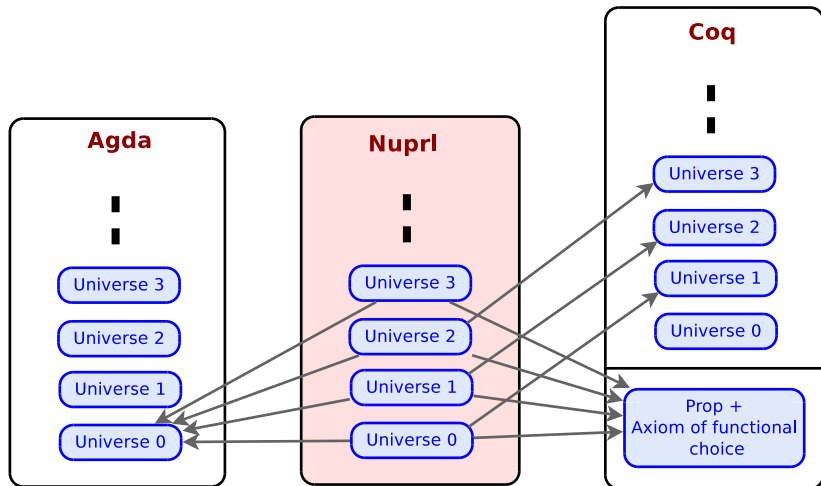 Agda
Universe 3
Universe 2
Universe 1
Universe 0
Nuprl
Universe 3
Universe 2
Universe 1
Universe 0
Coq
Universe 3
Universe 2
Universe 1
Universe 0
Prop +
Axiom of functional
choice